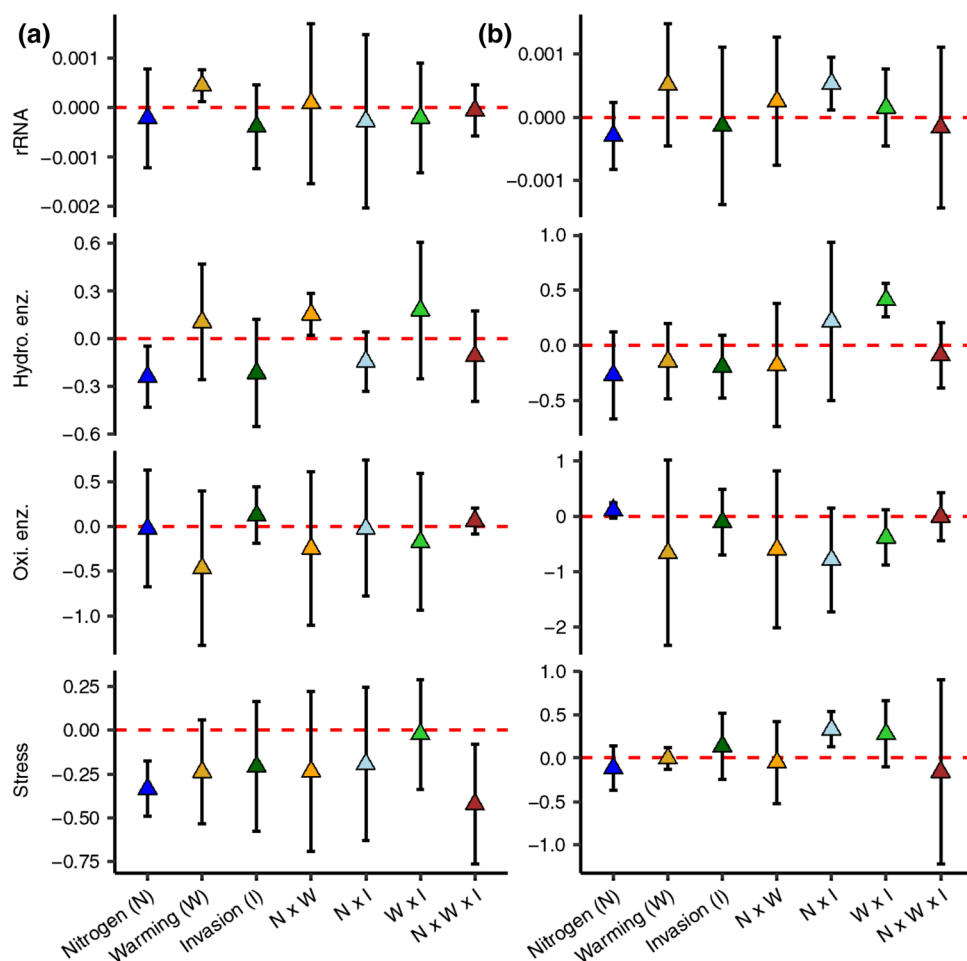 (a)
(b)
rRNA
0.001
0.000
−0.001
−0.002
0.001
0.000
−0.001
Hydro. enz.
0.6
0.3
0.0
−0.3
−0.6
1.0
0.5
0.0
−0.5
Oxi. enz.
0.5
0.0
−0.5
−1.0
1
0
−1
−2
Stress
0.25
0.00
−0.25
−0.50
−0.75
1.0
0.5
0.0
−0.5
−1.0
Nitrogen (N)
Warming (W)
Invasion (I)
N x W
N x I
W x I
N x W x I
Nitrogen (N)
Warming (W)
Invasion (I)
N x W
N x I
W x I
N x W x I